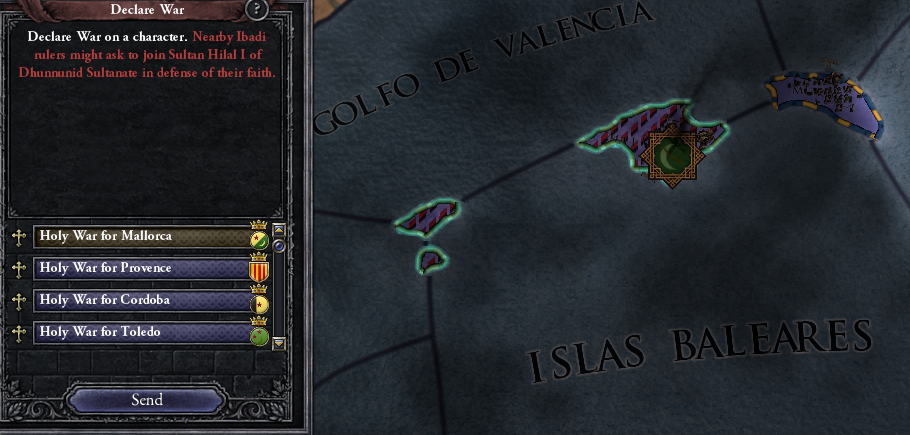 Declare War
?
Declare War on a character. Nearby Ibadi
rulers might ask to join Sultan Hilal I of
Dhunnunid Sultanate in defense of their faith.
Holy War for Mallorca
Holy War for Provence
Holy War for Cordoba
Holy War for Toledo
Send
GOLFO DE VALENCIA
ISLAS BALEARES